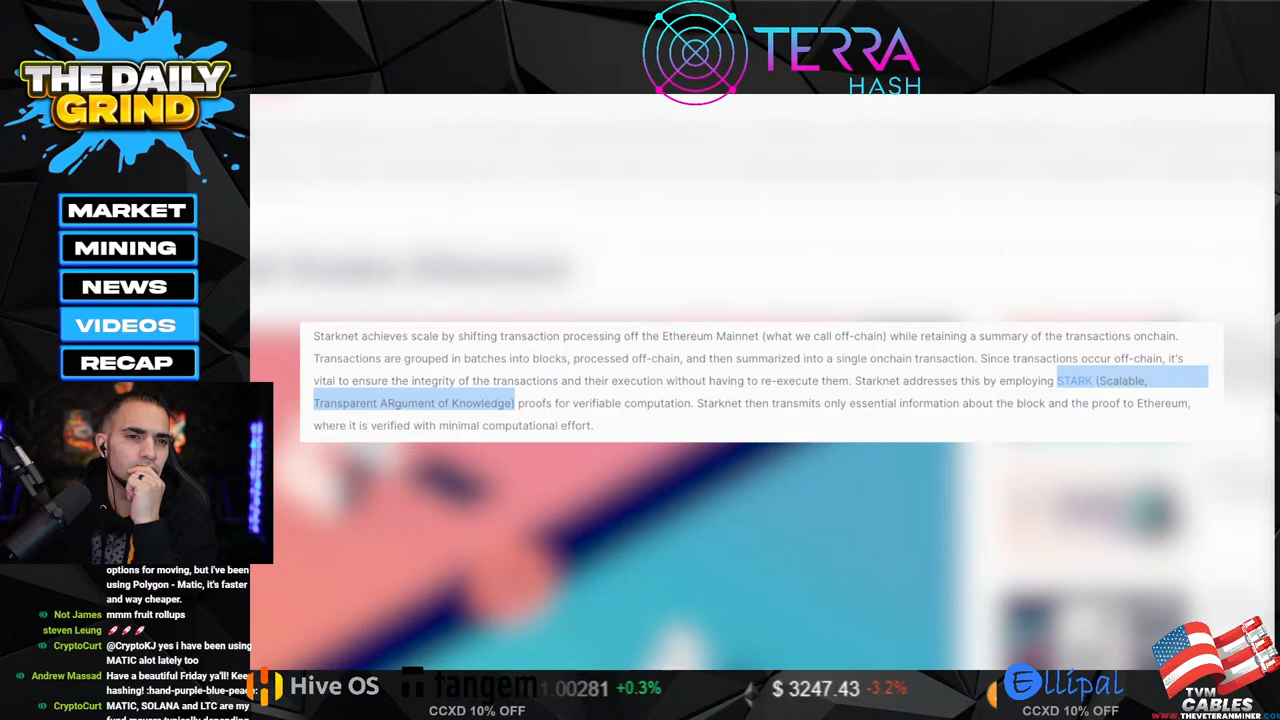 THE DAILY
GRIND
TERRA
HASH
MARKET
MINING
NEWS
VIDEOS
RECAP
Starknet achieves scale by shifting transaction processing off the Ethereum Mainnet (what we call off-chain) while retaining a summary of the transactions onchain.
Transactions are grouped in batches into blocks, processed off-chain, and then summarized into a single onchain transaction. Since transactions occur off-chain, it's
vital to ensure the integrity of the transactions and their execution without having to re-execute them. Starknet addresses this by employing STARK (Scalable,
Transparent ARgument of Knowledge) proofs for verifiable computation. Starknet then transmits only essential information about the block and the proof to Ethereum,
where it is verified with minimal computational effort.
options for moving, but i've been
using Polygon - Matic, it's faster
and way cheaper.
Not James mmm fruit rollups
steven Leung 🚀🚀🚀
CryptoCurt @CryptoKJ yes i have been using
MATIC alot lately too
Andrew Massad Have a beautiful Friday ya'll! Keep
hashing! :hand-purple-blue-peace:
CryptoCurt MATIC, SOLANA and LTC are my
Hive OS
tangem
CCXD 10% OFF
1.00281 +0.3%
$ 3247.43 -3.2%
Ellipal
CCXD 10% OFF
TVM
CABLES